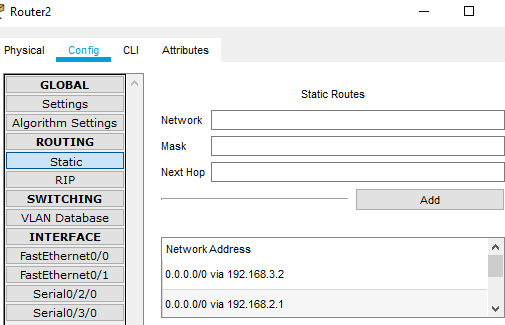 Router2
Physical Config CLI Attributes
GLOBAL
Settings
Algorithm Settings
ROUTING
Static
RIP
SWITCHING
VLAN Database
INTERFACE
FastEthernet0/0
FastEthernet0/1
Serial0/2/0
Serial0/3/0
Static Routes
Network
Mask
Next Hop
Add
Network Address
0.0.0.0/0 via 192.168.3.2
0.0.0.0/0 via 192.168.2.1